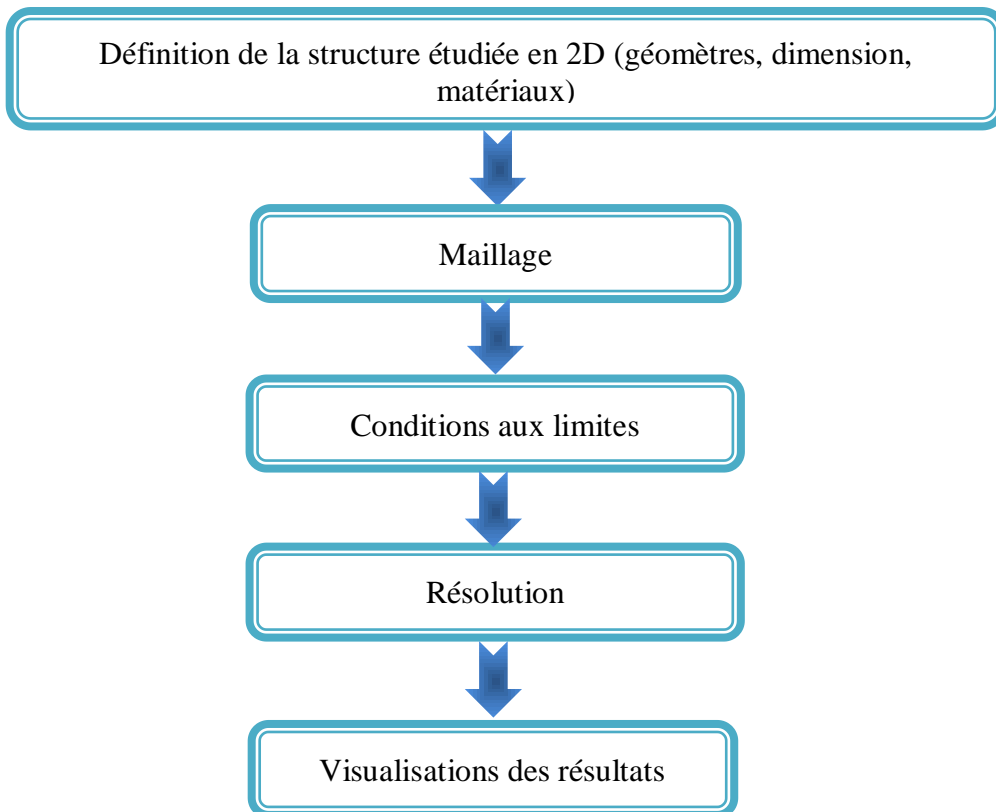 Définition de la structure étudiée en 2D (géomètres, dimension,
matériaux)
Maillage
Conditions aux limites
Résolution
Visualisations des résultats